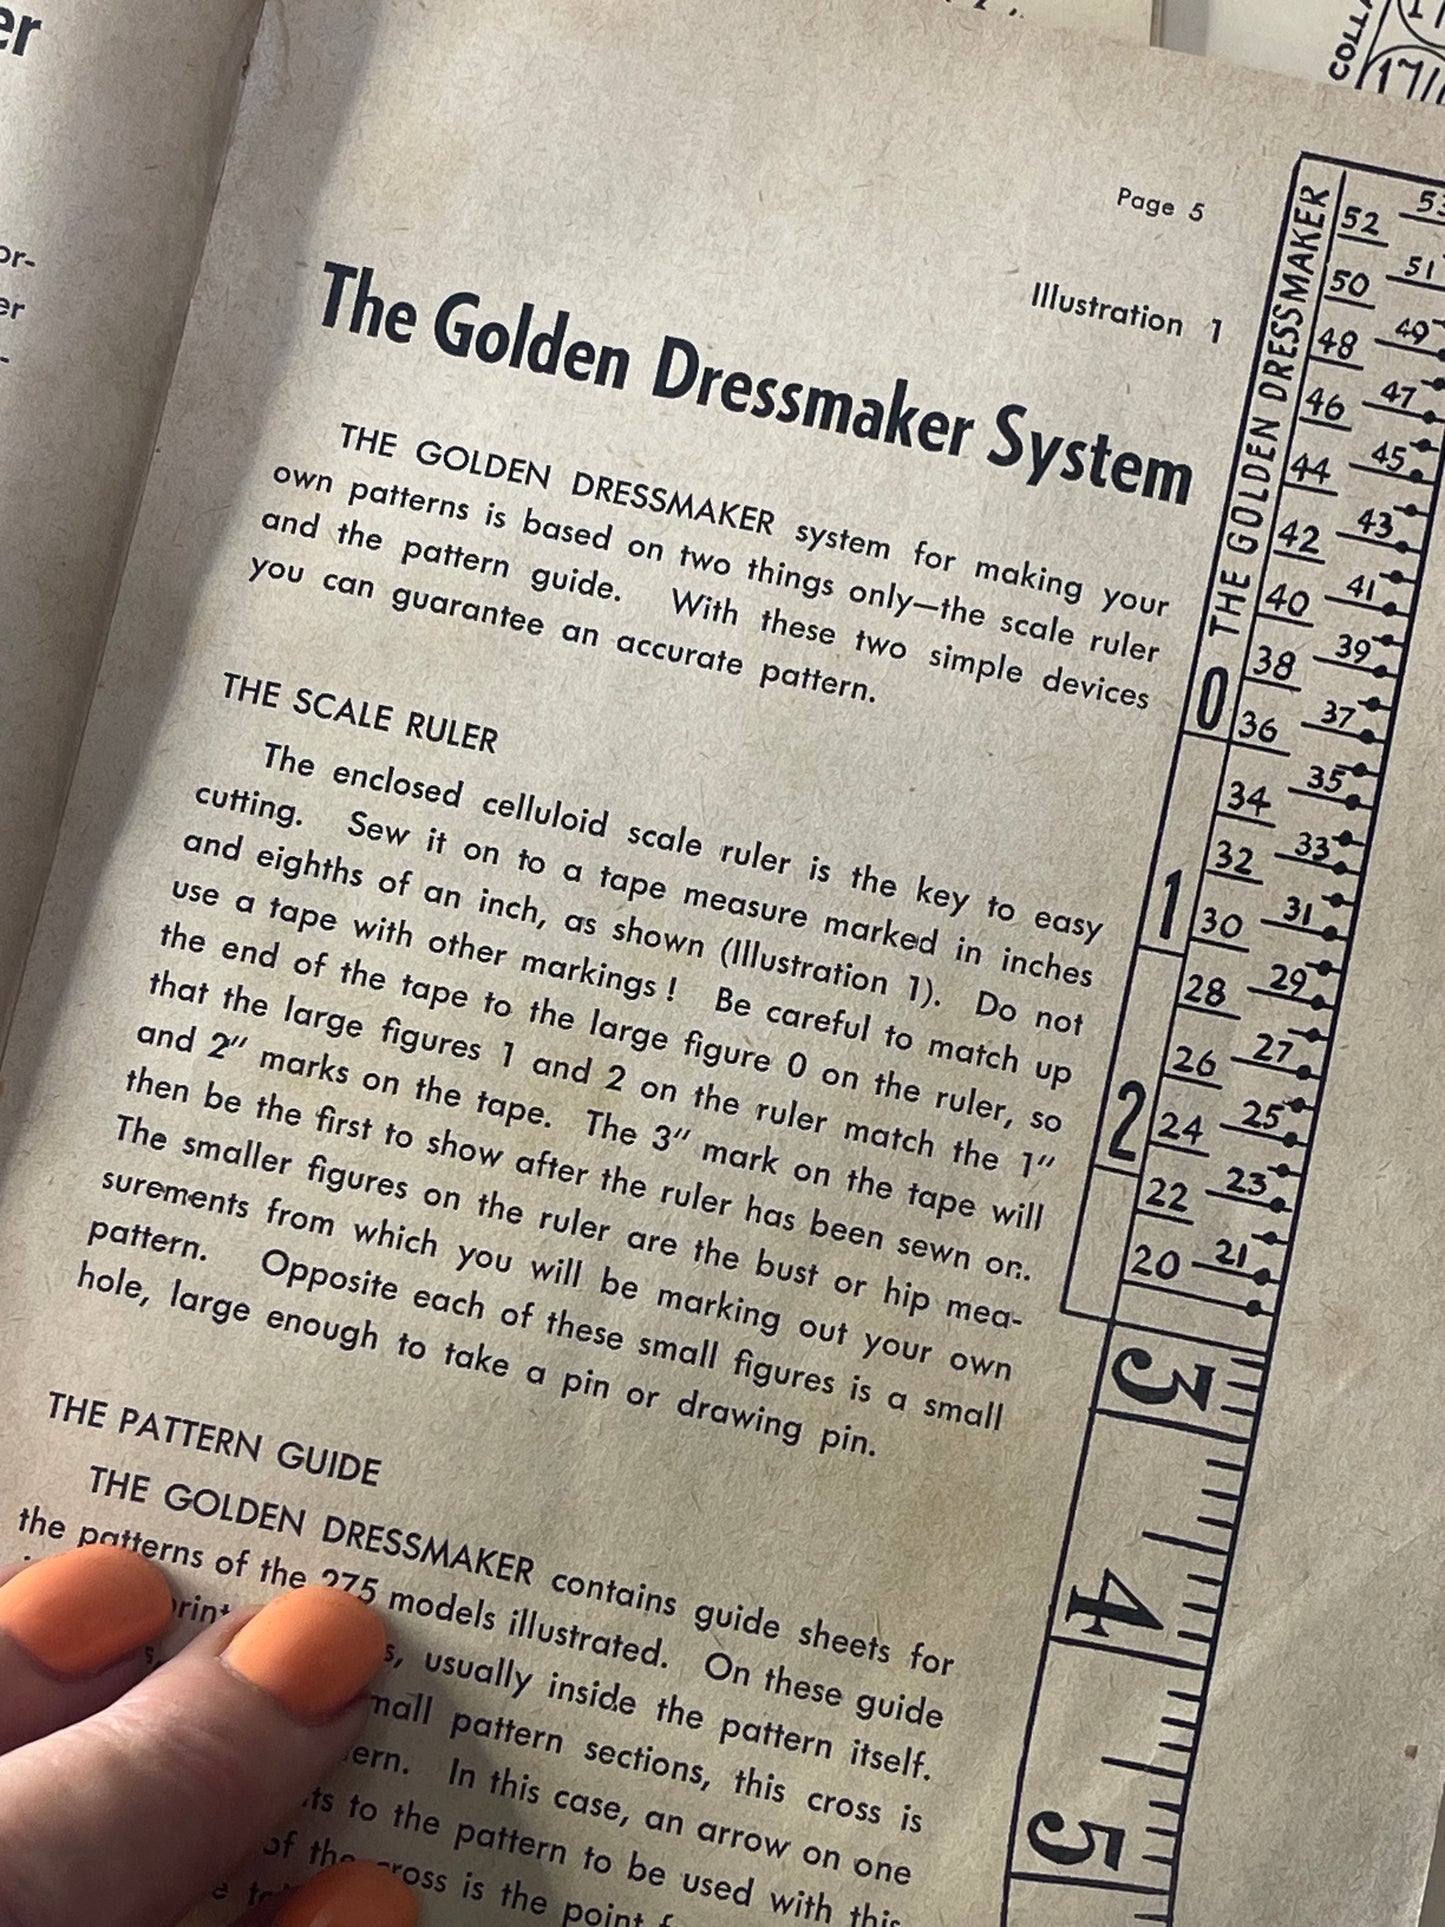 er
or-
er
-
Page 5
Illustration 1
The Golden Dressmaker System
THE GOLDEN DRESSMAKER system for making your
own patterns is based on two things only—the scale ruler
and the pattern guide. With these two simple devices
you can guarantee an accurate pattern.
THE SCALE RULER
The enclosed celluloid scale ruler is the key to easy
cutting. Sew it on to a tape measure marked in inches
and eighths of an inch, as shown (Illustration 1). Do not
use a tape with other markings! Be careful to match up
the end of the tape to the large figure 0 on the ruler, so
that the large figures 1 and 2 on the ruler match the 1"
and 2" marks on the tape. The 3" mark on the tape will
then be the first to show after the ruler has been sewn on.
The smaller figures on the ruler are the bust or hip mea-
surements from which you will be marking out your own
pattern. Opposite each of these small figures is a small
hole, large enough to take a pin or drawing pin.
THE PATTERN GUIDE
THE GOLDEN DRESSMAKER contains guide sheets for
the patterns of the 275 models illustrated. On these guide
usually inside the pattern itself.
pattern sections, this cross is
In this case, an arrow on one
to the pattern to be used with this
of the cross is the point
THE GOLDEN DRESSMAKER
0
1
2
52 53
50 51
48 49
46 47
44 45
42 43
40 41
38 39
36 37
34 35
32 33
30 31
28 29
26 27
24 25
22 23
20 21
3
4
5